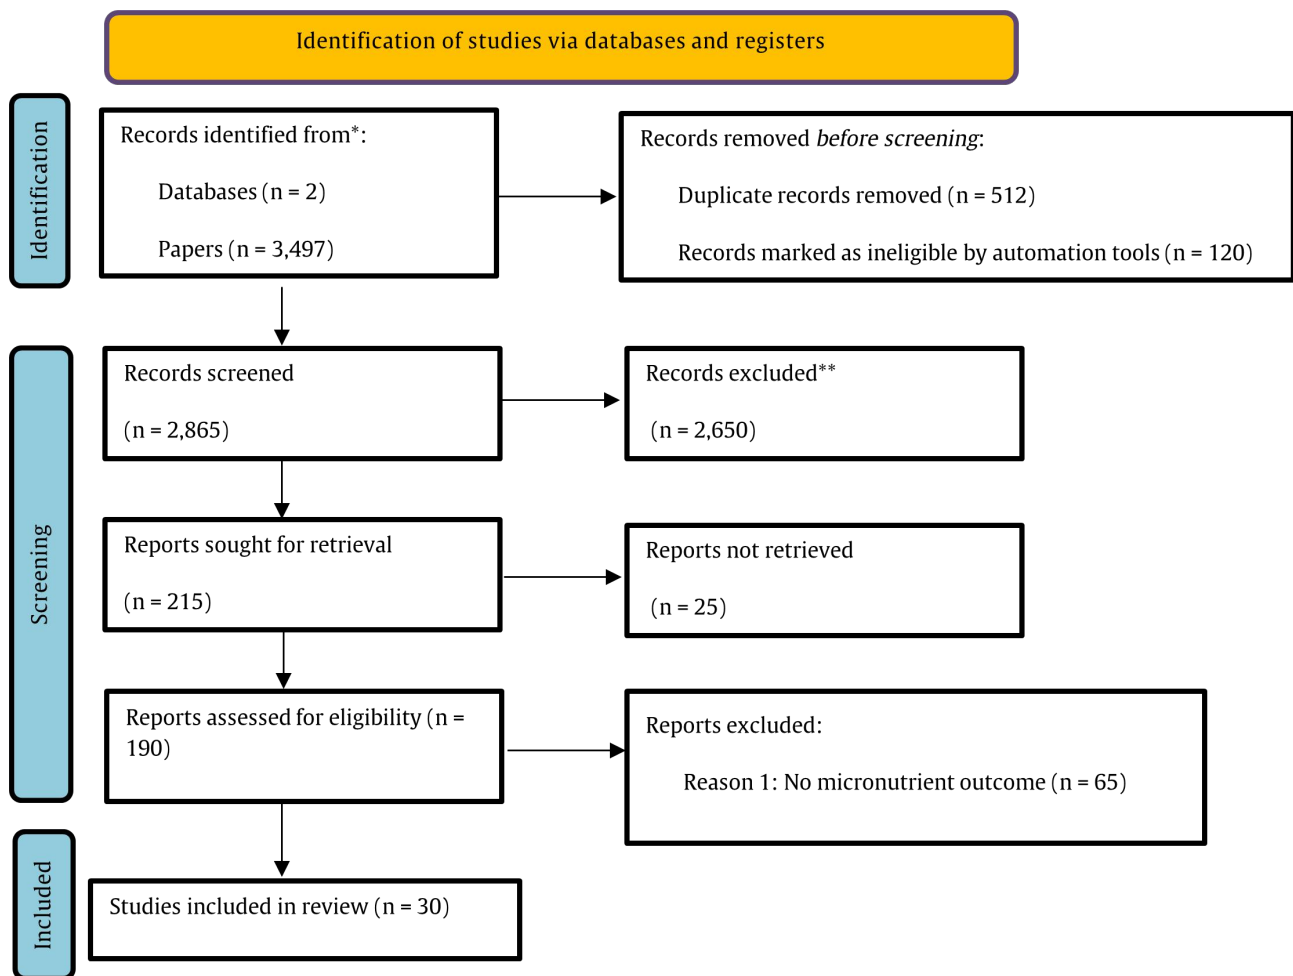 Identification of studies via databases and registers
Identification
Records identified from*:
Databases (n = 2)
Papers (n = 3,497)
Records removed before screening:
Duplicate records removed (n = 512)
Records marked as ineligible by automation tools (n = 120)
Screening
Records screened
(n = 2,865)
Records excluded**
(n = 2,650)
Reports sought for retrieval
(n = 215)
Reports not retrieved
(n = 25)
Reports assessed for eligibility (n =
190)
Reports excluded:
Reason 1: No micronutrient outcome (n = 65)
Included
Studies included in review (n = 30)